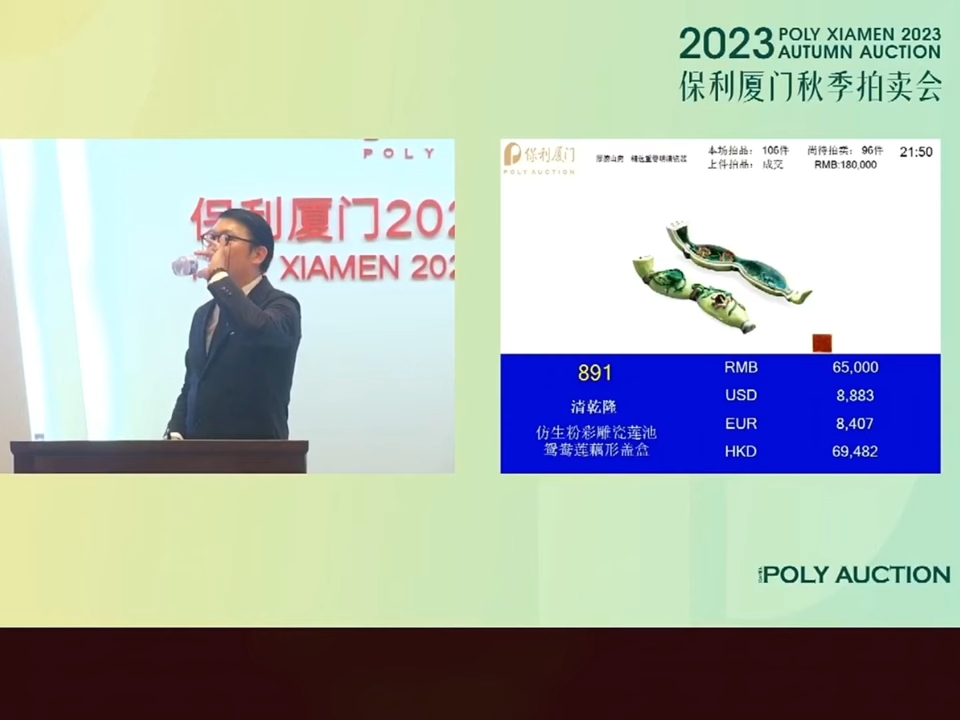 2023 POLY XIAMEN 2023
AUTUMN AUCTION
保利厦门秋季拍卖会
POLY
保利厦门202
XIAMEN 202
保利厦门
POLY AUCTION
本场拍品: 106件
尚待拍卖: 96件
21:50
上件拍品: 成交
RMB:180,000
891
清乾隆
仿生粉彩雕瓷莲池
鸳鸯莲藕形盖盒
RMB 65,000
USD 8,883
EUR 8,407
HKD 69,482
POLY AUCTION